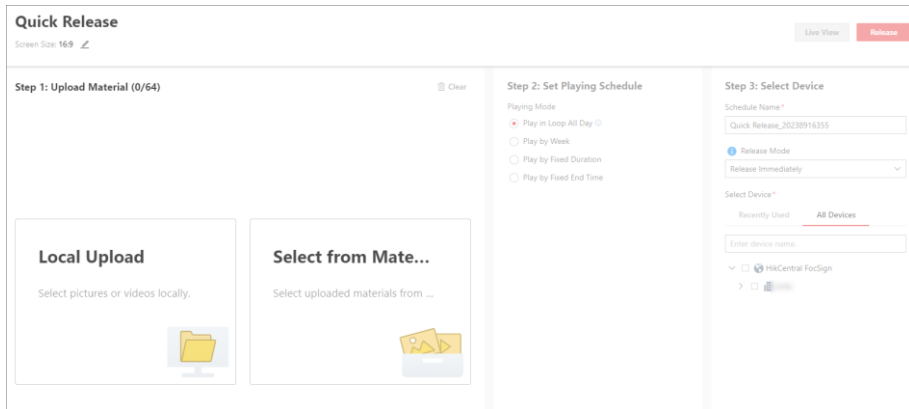 Quick Release
Screen Size: 16:9
Live View
Release
Step 1: Upload Material (0/64)
Clear
Local Upload
Select pictures or videos locally.
Select from Mate...
Select uploaded materials from ...
Step 2: Set Playing Schedule
Playing Mode
Play in Loop All Day
Play by Week
Play by Fixed Duration
Play by Fixed End Time
Step 3: Select Device
Schedule Name*
Quick Release_20238916355
Release Mode
Release Immediately
Select Device*
Recently Used All Devices
Enter device name.
HikCentral FocSign